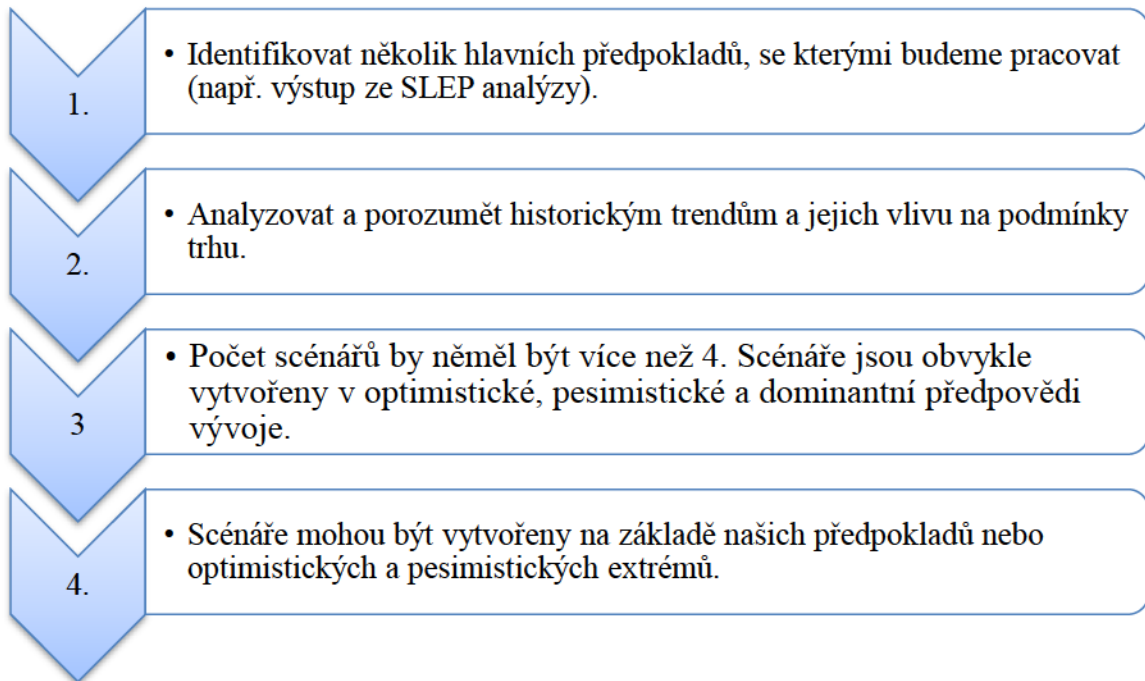 1.
• Identifikovat několik hlavních předpokladů, se kterými budeme pracovat
(např. výstup ze SLEP analýzy).
2.
• Analyzovat a porozumět historickým trendům a jejich vlivu na podmínky
trhu.
3
• Počet scénářů by něměl být více než 4. Scénáře jsou obvykle
vytvořeny v optimistické, pesimistické a dominantní předpovědi
vývoje.
4.
• Scénáře mohou být vytvořeny na základě našich předpokladů nebo
optimistických a pesimistických extrémů.